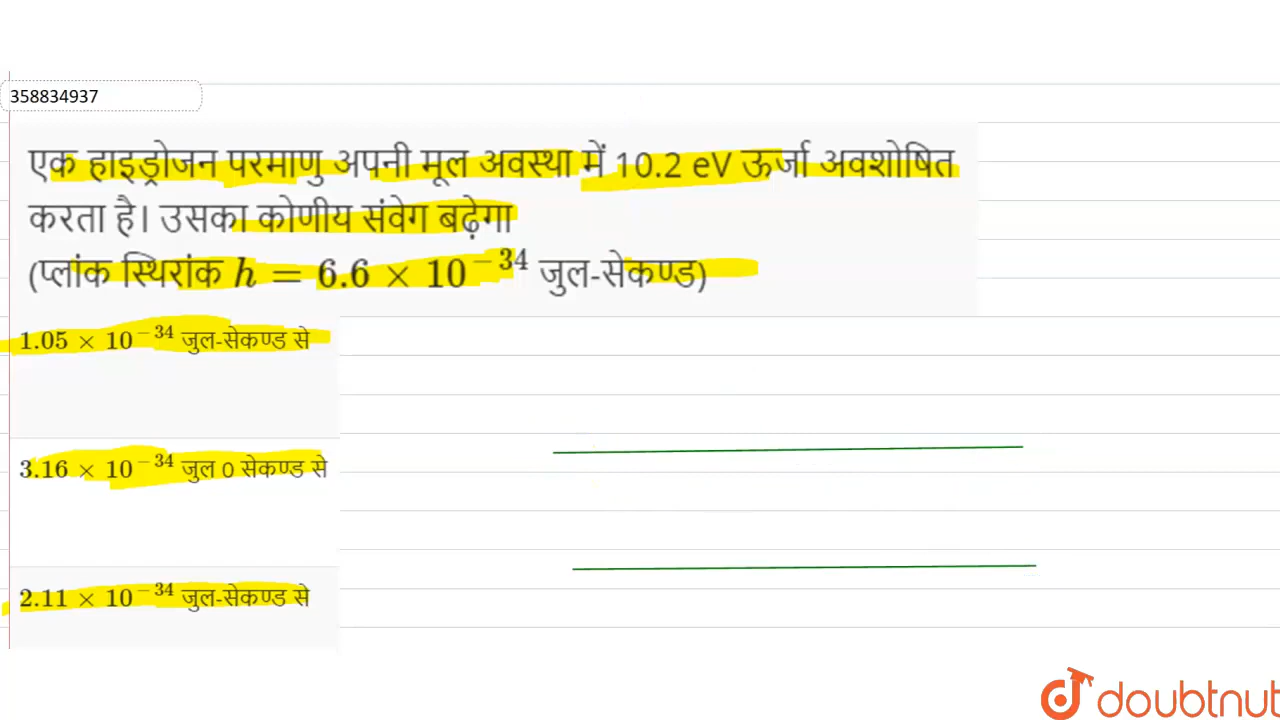 358834937
एक हाइड्रोजन परमाणु अपनी मूल अवस्था में 10.2 eV ऊर्जा अवशोषित
करता है। उसका कोणीय संवेग बढ़ेगा
(प्लांक स्थिरांक h = 6.6 × 10⁻³⁴ जुल-सेकण्ड)
1.05 × 10⁻³⁴ जुल-सेकण्ड से
3.16 × 10⁻³⁴ जुल 0 सेकण्ड से
2.11 × 10⁻³⁴ जुल-सेकण्ड से
doubtnut